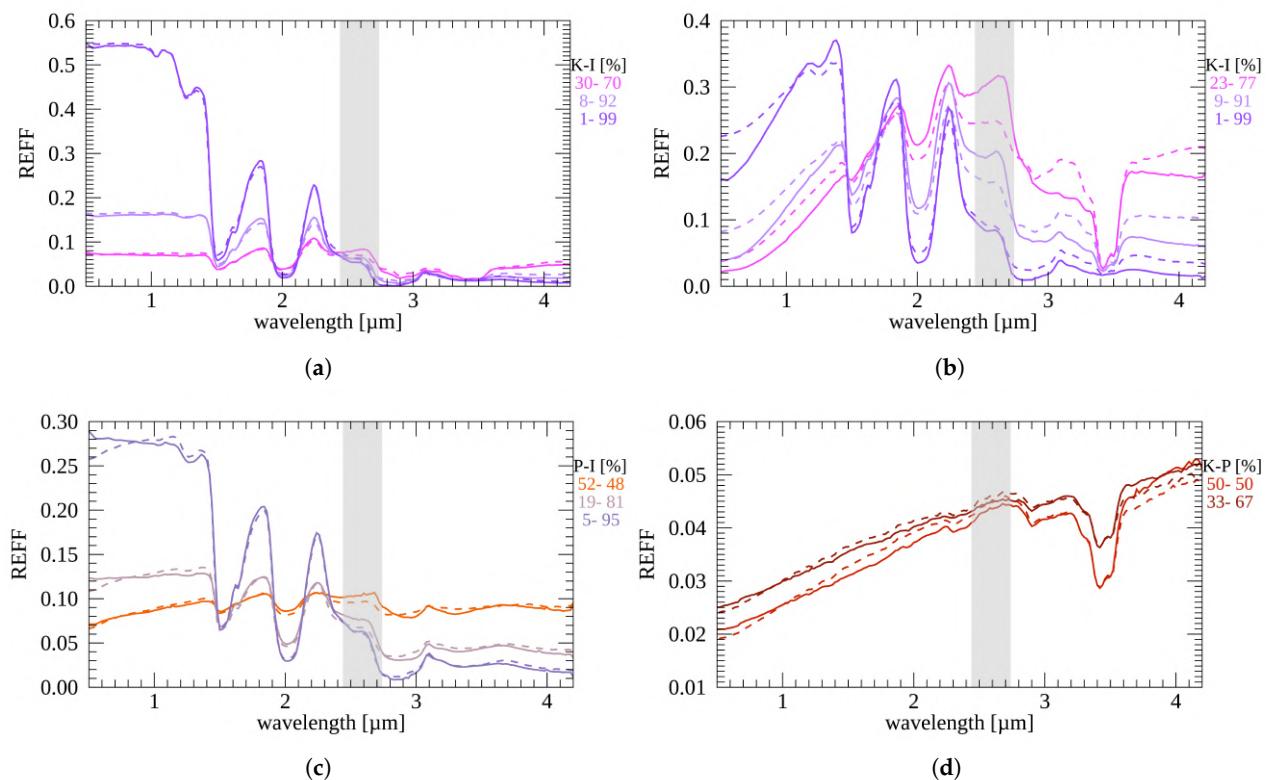 0.6
0.5
0.4
0.3
0.2
0.1
0.0
REFF
1 2 3 4
wavelength [µm]
K-I [%]
30- 70
8- 92
1- 99
(a)
0.4
0.3
0.2
0.1
0.0
REFF
1 2 3 4
wavelength [µm]
K-I [%]
23- 77
9- 91
1- 99
(b)
0.30
0.25
0.20
0.15
0.10
0.05
0.00
REFF
1 2 3 4
wavelength [µm]
P-I [%]
52- 48
19- 81
5- 95
(c)
0.06
0.05
0.04
0.03
0.02
0.01
REFF
1 2 3 4
wavelength [µm]
K-P [%]
50- 50
33- 67
(d)